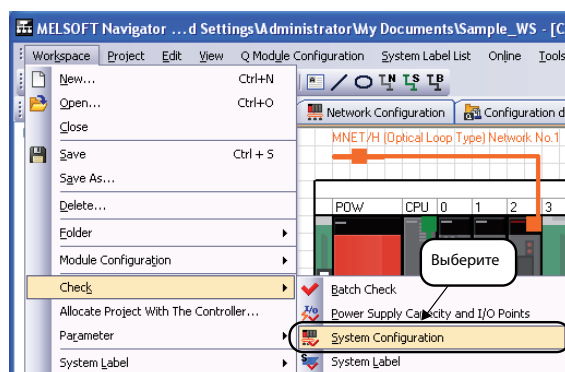 MELSOFT Navigator ...d Settings\Administrator\My Documents\Sample_WS - [C
Workspace Project Edit View Q Module Configuration System Label List Online Tools
New... Ctrl+N
Open... Ctrl+O
Close
Save Ctrl + S
Save As...
Delete...
Folder
Module Configuration
Check
Allocate Project With The Controller...
Parameter
System Label
Network Configuration Configuration d
MNET/H (Optical Loop Type) Network No.1
POW CPU 0 1 2 3
Выберите
Batch Check
Power Supply Capacity and I/O Points
System Configuration
System Label